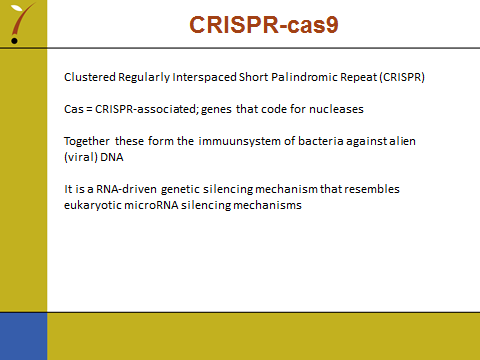 CRISPR-cas9
Clustered Regularly Interspaced Short Palindromic Repeat (CRISPR)
Cas = CRISPR-associated; genes that code for nucleases
Together these form the immuunsystem of bacteria against alien
(viral) DNA
It is a RNA-driven genetic silencing mechanism that resembles
eukaryotic microRNA silencing mechanisms